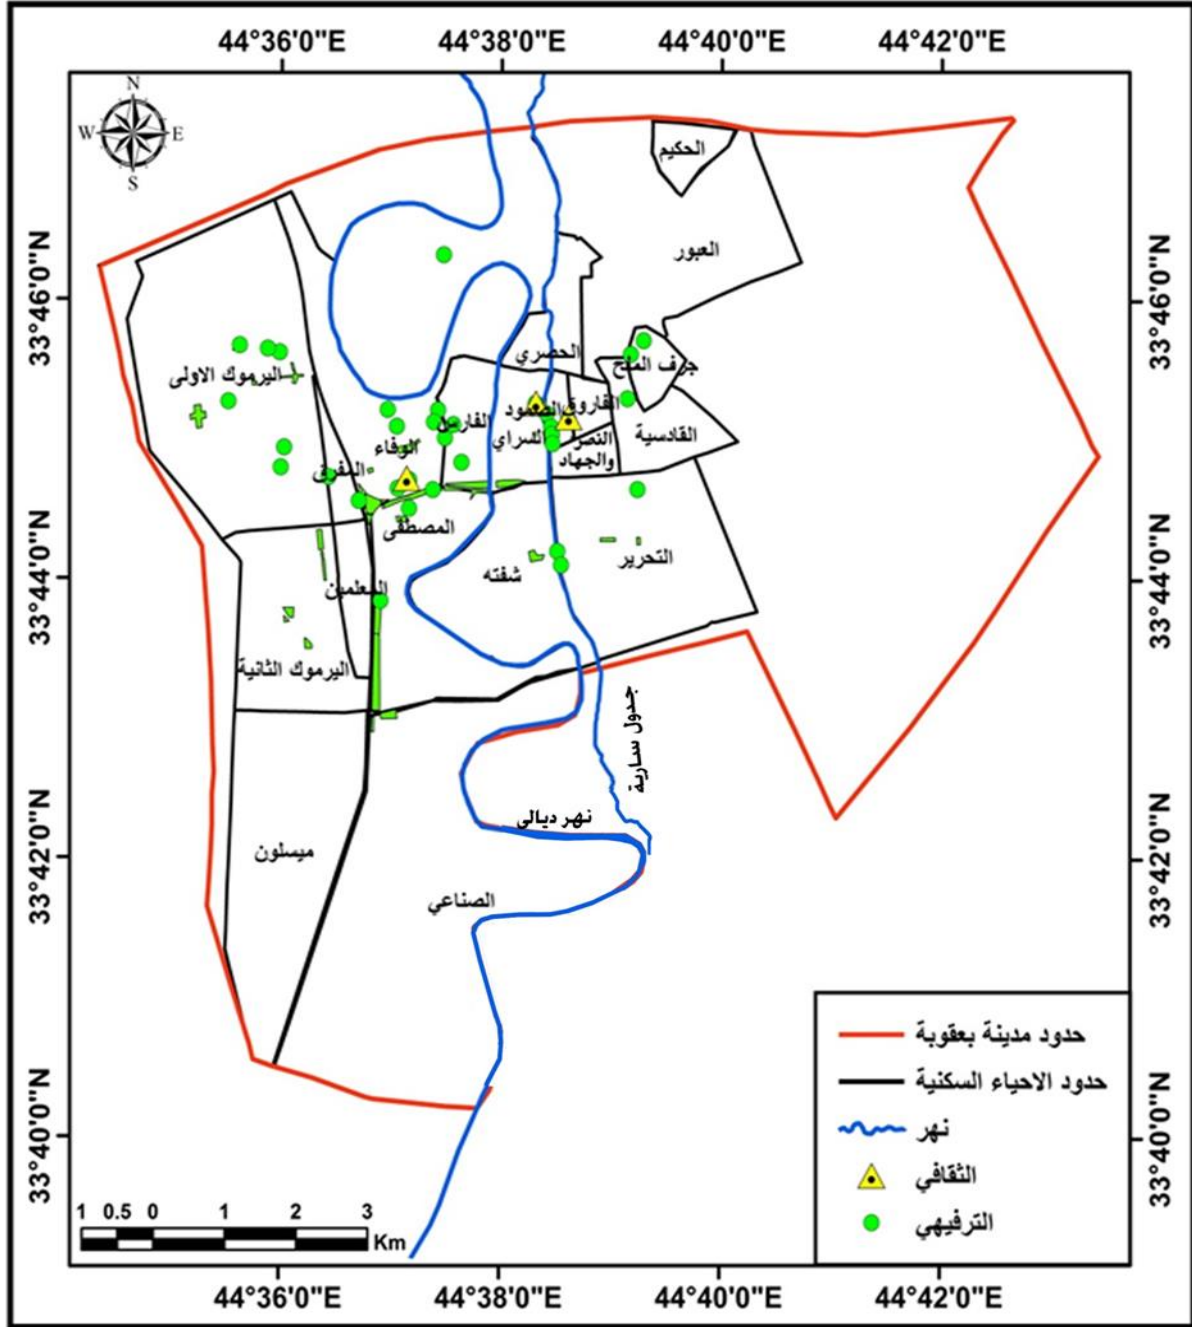 44°36'0"E 44°38'0"E 44°40'0"E 44°42'0"E
N
W E
S
الحكيم
العبور
33°46'0"N
33°46'0"N
الحصري
جرف الملح
اليرموك الاولى
الفاروق
الصمود
الفارس
السراي
النصر
والجهاد
القادسية
الوفاء
المفرق
المصطفى
التحرير
شفته
33°44'0"N
33°44'0"N
المعلمين
اليرموك الثانية
جدول سارية
نهر ديالى
33°42'0"N
33°42'0"N
ميسلون
الصناعي
حدود مدينة بعقوبة
حدود الاحياء السكنية
نهر
الثقافي
الترفيهي
33°40'0"N
33°40'0"N
1 0.5 0 1 2 3
Km
44°36'0"E 44°38'0"E 44°40'0"E 44°42'0"E